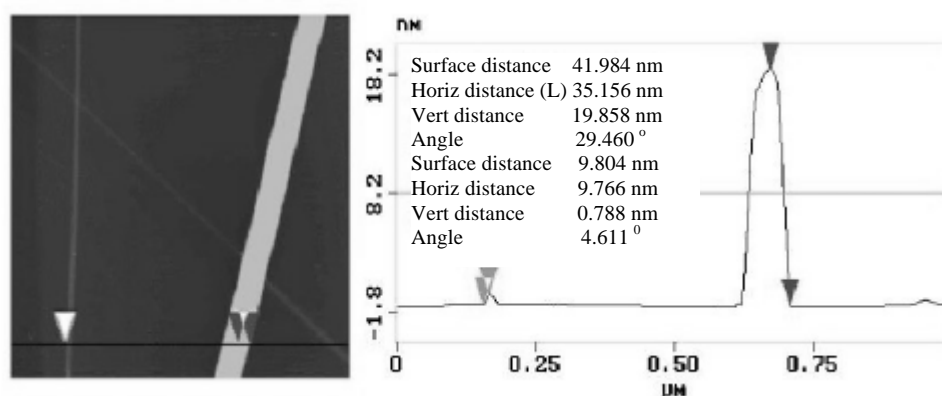 nm
Surface distance 41.984 nm
Horiz distance (L) 35.156 nm
Vert distance 19.858 nm
Angle 29.460 o
Surface distance 9.804 nm
Horiz distance 9.766 nm
Vert distance 0.788 nm
Angle 4.611 0
18.2
8.2
-1.8
0 0.25 0.50 0.75
UM